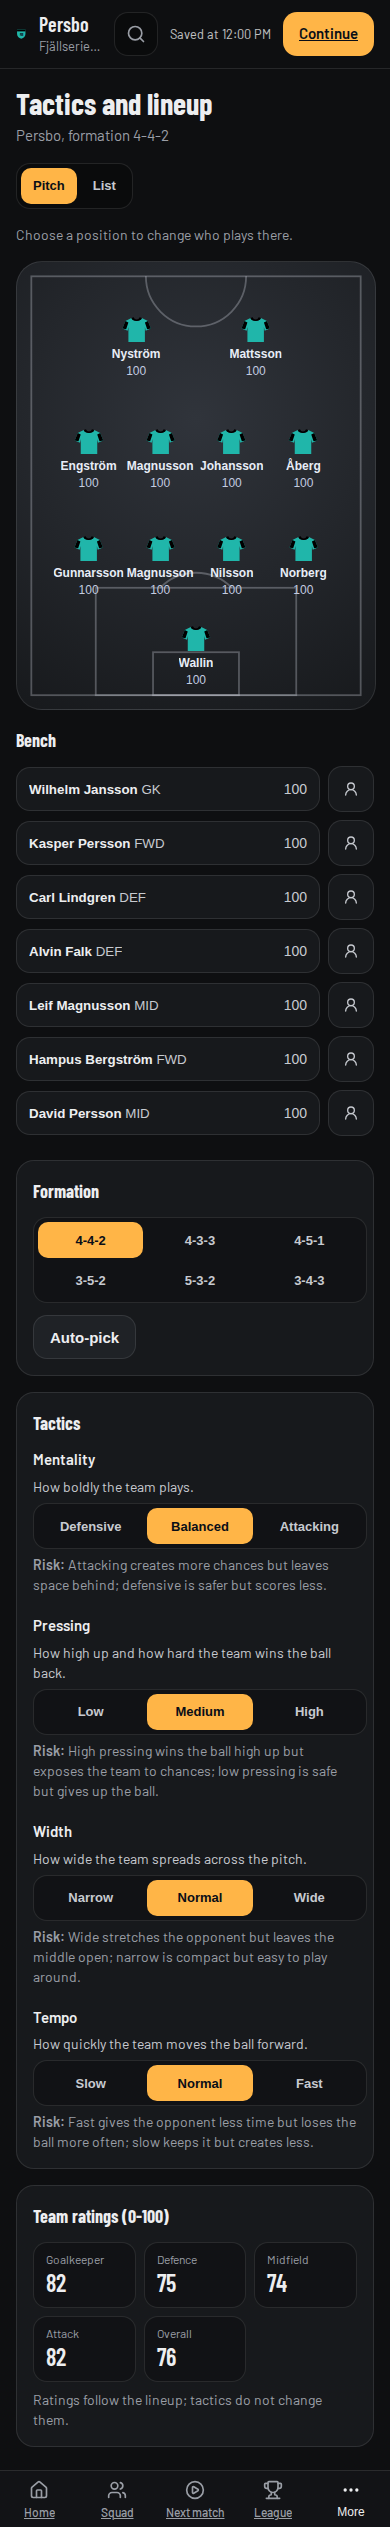 Persbo
Fjällserie...
Saved at 12:00 PM
Continue
Tactics and lineup
Persbo, formation 4-4-2
Pitch List
Choose a position to change who plays there.
Nyström Mattsson
100 100
Engström Magnusson Johansson Åberg
100 100 100 100
Gunnarsson Magnusson Nilsson Norberg
100 100 100 100
Wallin
100
Bench
Wilhelm Jansson GK 100
Kasper Persson FWD 100
Carl Lindgren DEF 100
Alvin Falk DEF 100
Leif Magnusson MID 100
Hampus Bergström FWD 100
David Persson MID 100
Formation
4-4-2 4-3-3 4-5-1
3-5-2 5-3-2 3-4-3
Auto-pick
Tactics
Mentality
How boldly the team plays.
Defensive Balanced Attacking
Risk: Attacking creates more chances but leaves
space behind; defensive is safer but scores less.
Pressing
How high up and how hard the team wins the ball
back.
Low Medium High
Risk: High pressing wins the ball high up but
exposes the team to chances; low pressing is safe
but gives up the ball.
Width
How wide the team spreads across the pitch.
Narrow Normal Wide
Risk: Wide stretches the opponent but leaves the
middle open; narrow is compact but easy to play
around.
Tempo
How quickly the team moves the ball forward.
Slow Normal Fast
Risk: Fast gives the opponent less time but loses the
ball more often; slow keeps it but creates less.
Team ratings (0-100)
Goalkeeper Defence Midfield
82 75 74
Attack Overall
82 76
Ratings follow the lineup; tactics do not change
them.
Home Squad Next match League More